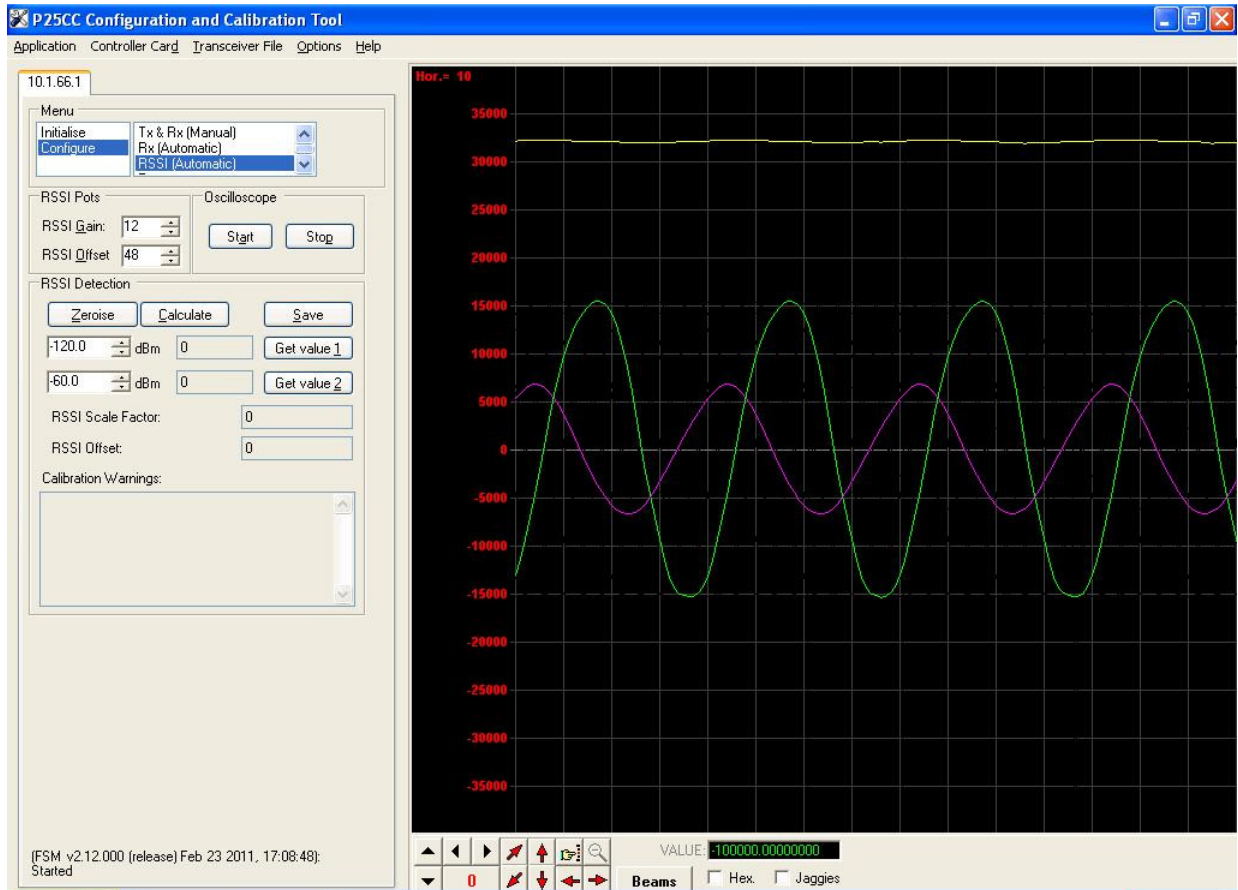 P25CC Configuration and Calibration Tool
Application Controller Card Transceiver File Options Help
10.1.66.1
Menu
Initialise
Configure
Tx & Rx (Manual)
Rx (Automatic)
RSSI (Automatic)
RSSI Pots
RSSI Gain: 12
RSSI Offset 48
Oscilloscope
Start Stop
RSSI Detection
Zeroise Calculate Save
-120.0 dBm 0 Get value 1
-60.0 dBm 0 Get value 2
RSSI Scale Factor: 0
RSSI Offset: 0
Calibration Warnings:
(FSM v2.12.000 (release) Feb 23 2011, 17:08:48):
Started
Hor.= 10
35000
30000
25000
20000
15000
10000
5000
0
-5000
-10000
-15000
-20000
-25000
-30000
-35000
VALUE: -100000.00000000
0 Beams Hex. Jaggies